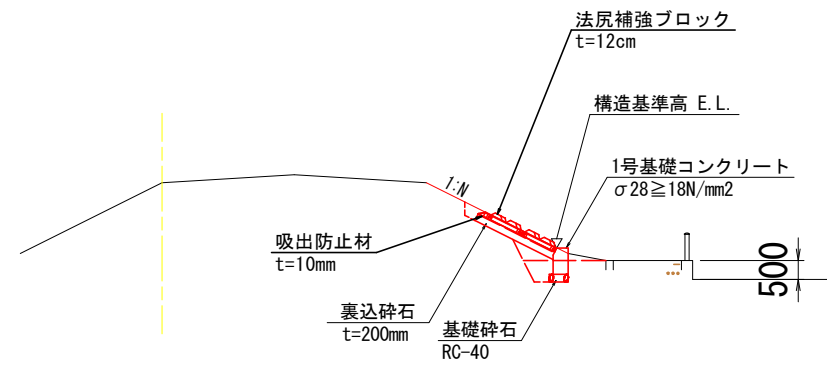 法尻補強ブロック
t=12cm
構造基準高 E.L.
1号基礎コンクリート
σ28≧18N/mm2
1:N
吸出防止材
t=10mm
裏込砕石
t=200mm
基礎砕石
RC-40
500